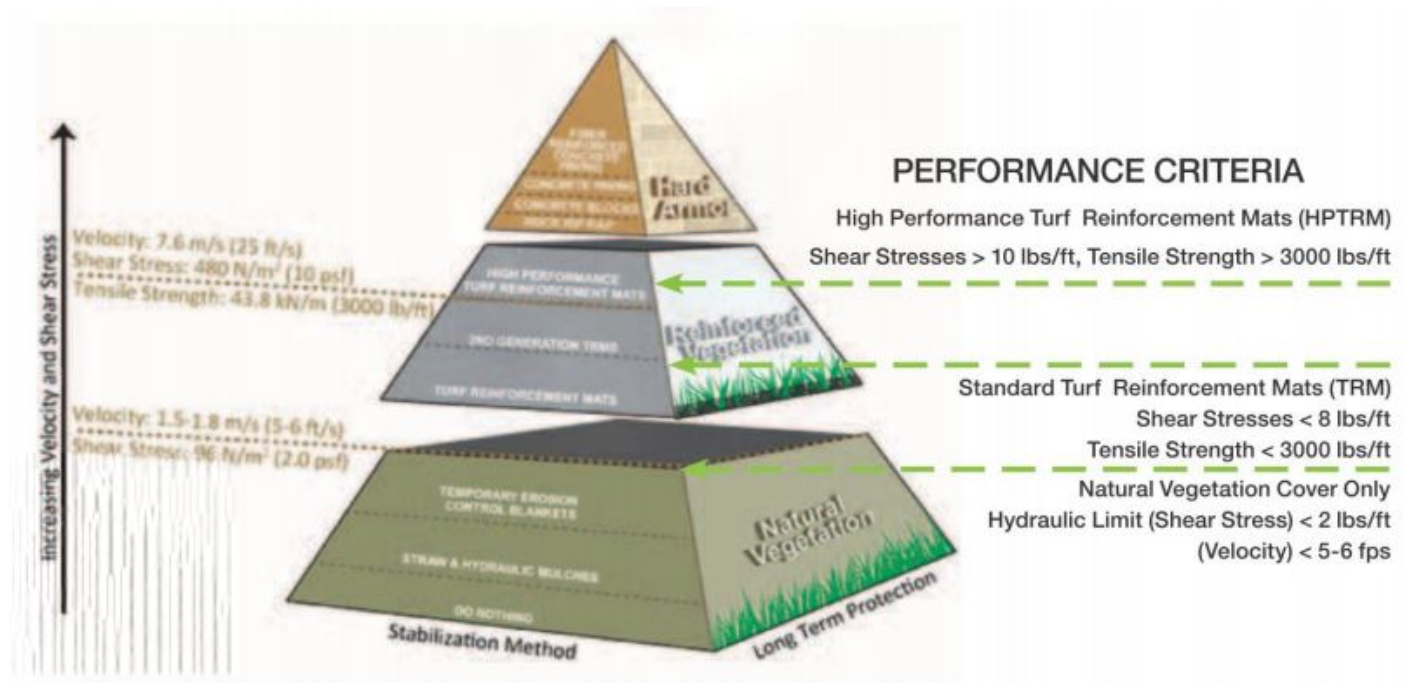 PERFORMANCE CRITERIA
High Performance Turf Reinforcement Mats (HPTRM)
Shear Stresses > 10 lbs/ft, Tensile Strength > 3000 lbs/ft
Standard Turf Reinforcement Mats (TRM)
Shear Stresses < 8 lbs/ft
Tensile Strength < 3000 lbs/ft
Natural Vegetation Cover Only
Hydraulic Limit (Shear Stress) < 2 lbs/ft
(Velocity) < 5-6 fps
Increasing Velocity and Shear Stress
Velocity: 7.6 m/s (25 ft/s)
Shear Stress: 480 N/m² (10 psf)
Tensile Strength: 43.8 kN/m (3000 lb/ft)
Velocity: 1.5-1.8 m/s (5-6 ft/s)
Shear Stress: 96 N/m² (2.0 psf)
FIBER
REINFORCED
CONCRETE
CONCRETE BLOCKS
Hard
Armor
HIGH PERFORMANCE
TURF REINFORCEMENT MATS
2ND GENERATION TRMS
TURF REINFORCEMENT MATS
Reinforced
Vegetation
TEMPORARY EROSION
CONTROL BLANKETS
STRAW & HYDRAULIC MULCHES
DO NOTHING
Natural
Vegetation
Stabilization Method
Long Term Protection